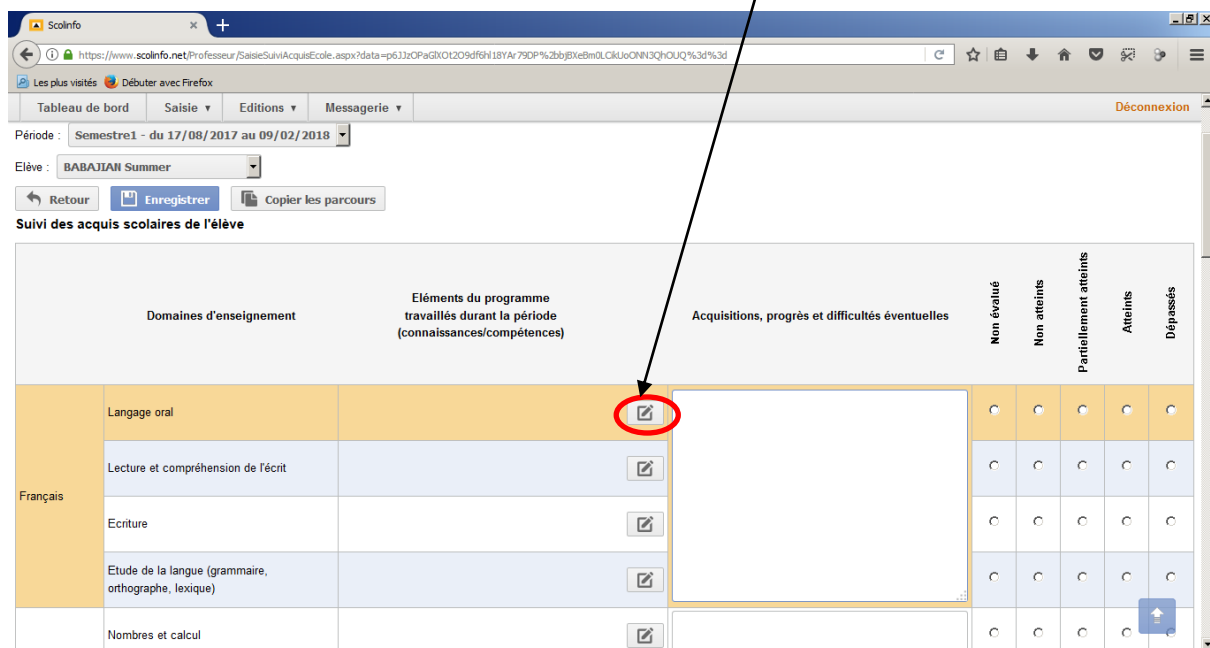 Scolinfo
https://www.scolinfo.net/Professeur/SaisieSuiviAcquisEcole.aspx?data=
Les plus visités Débuter avec Firefox
Tableau de bord Saisie Editions Messagerie Déconnexion
Période : Semestre1 - du 17/08/2017 au 09/02/2018
Elève : BABAJIAN Summer
Retour Enregistrer Copier les parcours
Suivi des acquis scolaires de l'élève
Domaines d'enseignement
Eléments du programme
travaillés durant la période
(connaissances/compétences)
Acquisitions, progrès et difficultés éventuelles
Non évalué
Non atteints
Partiellement atteints
Atteints
Dépassés
Français
Langage oral
Lecture et compréhension de l'écrit
Ecriture
Etude de la langue (grammaire,
orthographe, lexique)
Nombres et calcul